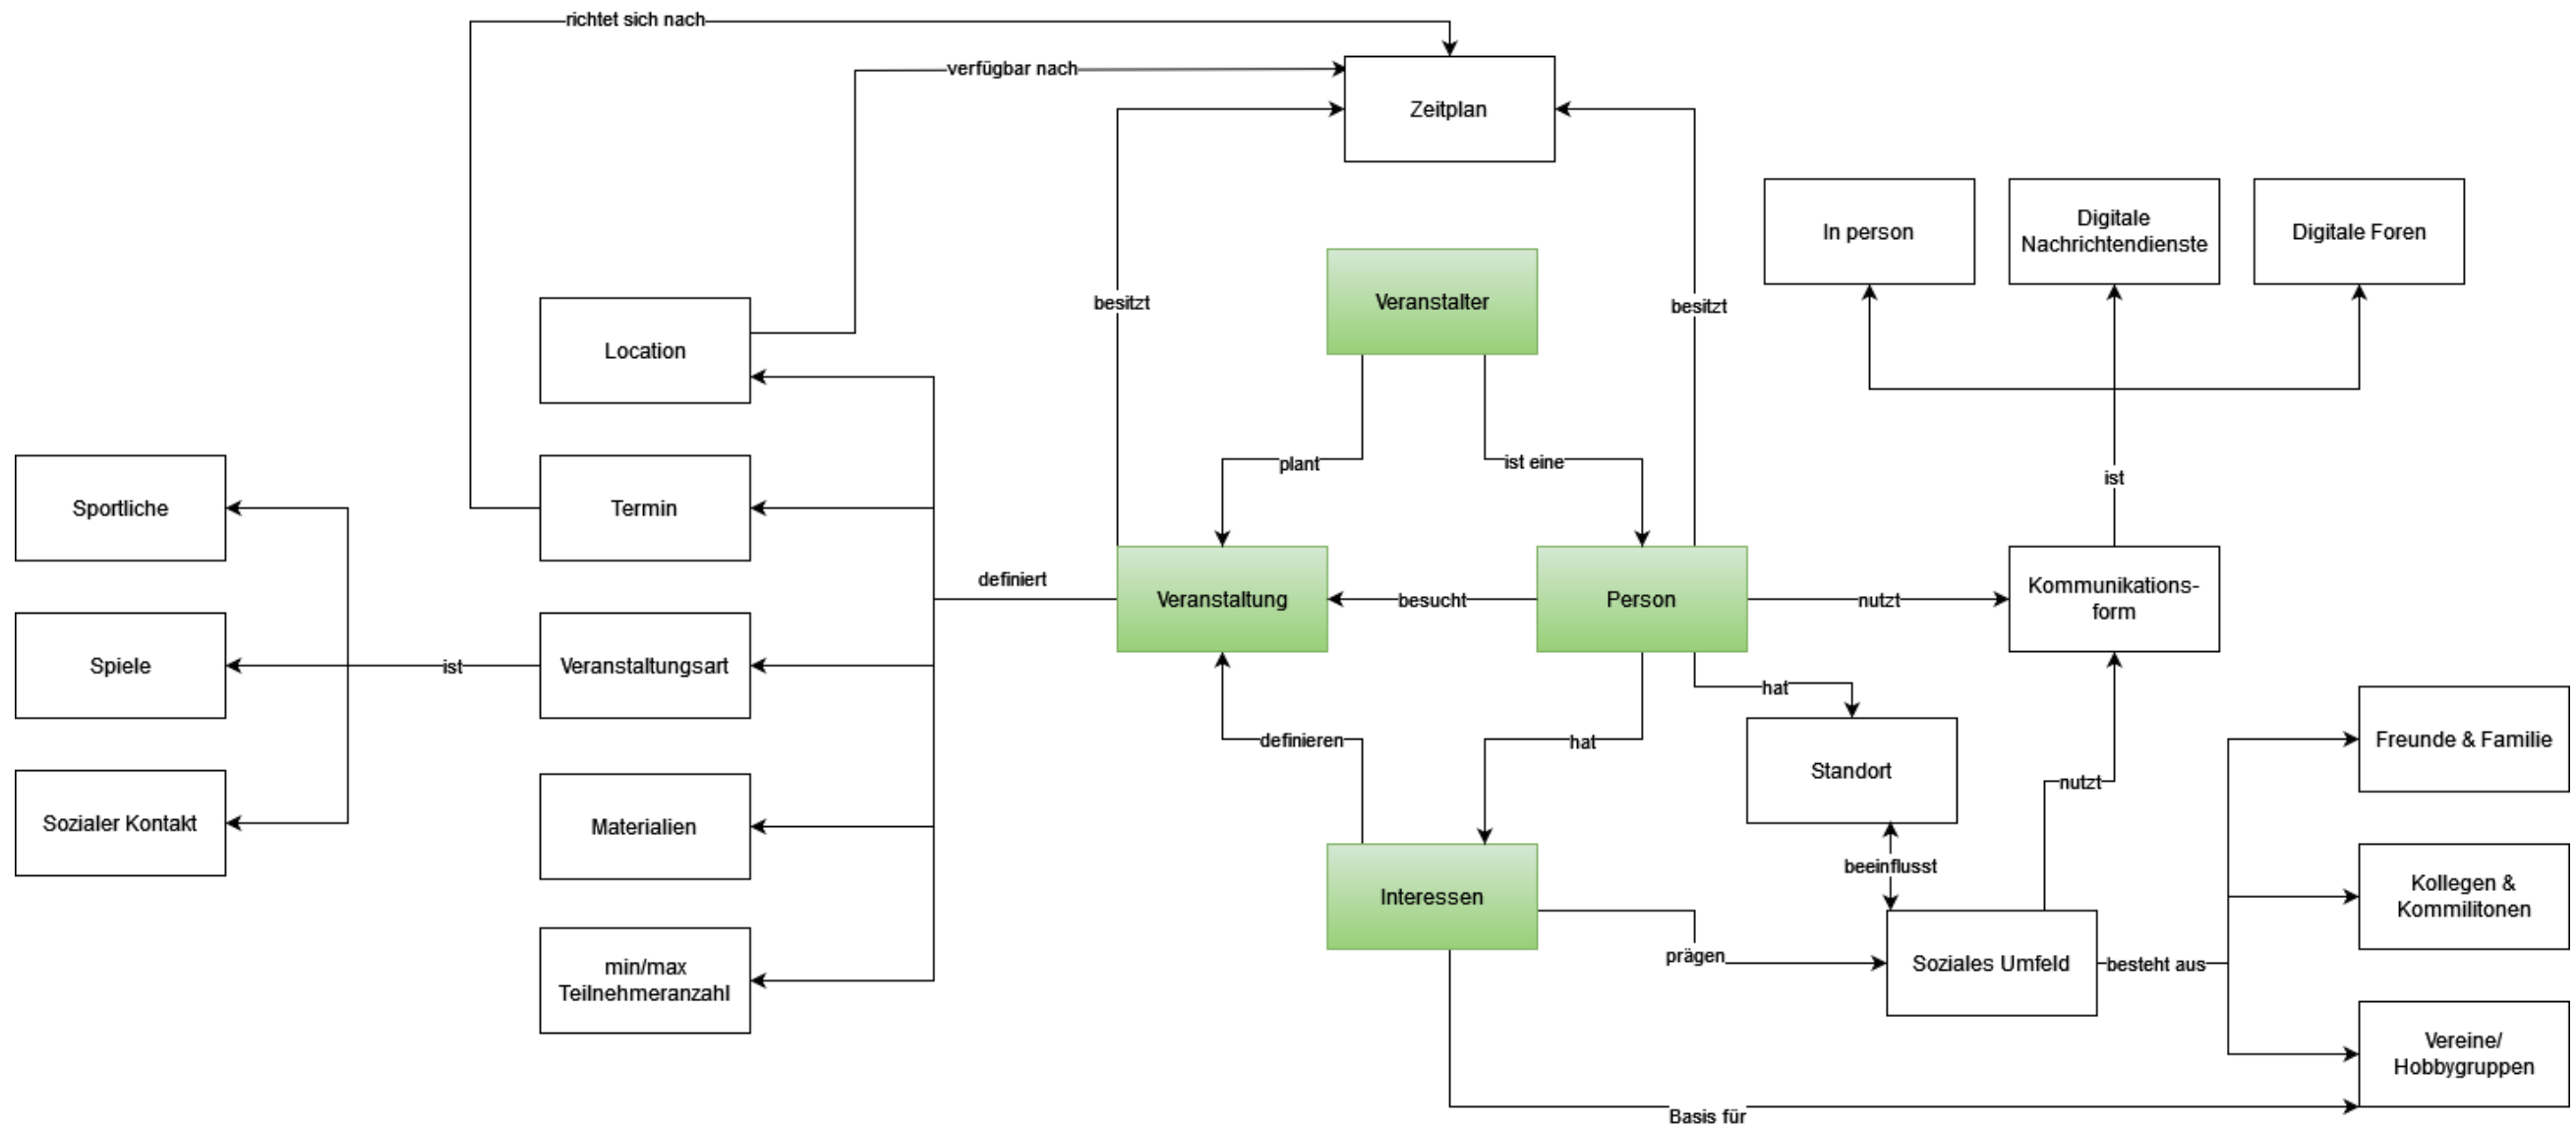 richtet sich nach
verfügbar nach
Zeitplan
In person
Digitale
Nachrichtendienste
Digitale Foren
besitzt
Veranstalter
besitzt
Location
plant
ist eine
ist
Sportliche
Termin
definiert
Veranstaltung
besucht
Person
nutzt
Kommunikations-
form
Spiele
ist
Veranstaltungsart
hat
definieren
hat
Standort
nutzt
Freunde & Familie
Sozialer Kontakt
Materialien
beeinflusst
Interessen
Kollegen &
Kommilitonen
prägen
Soziales Umfeld
besteht aus
min/max
Teilnehmeranzahl
Vereine/
Hobbygruppen
Basis für